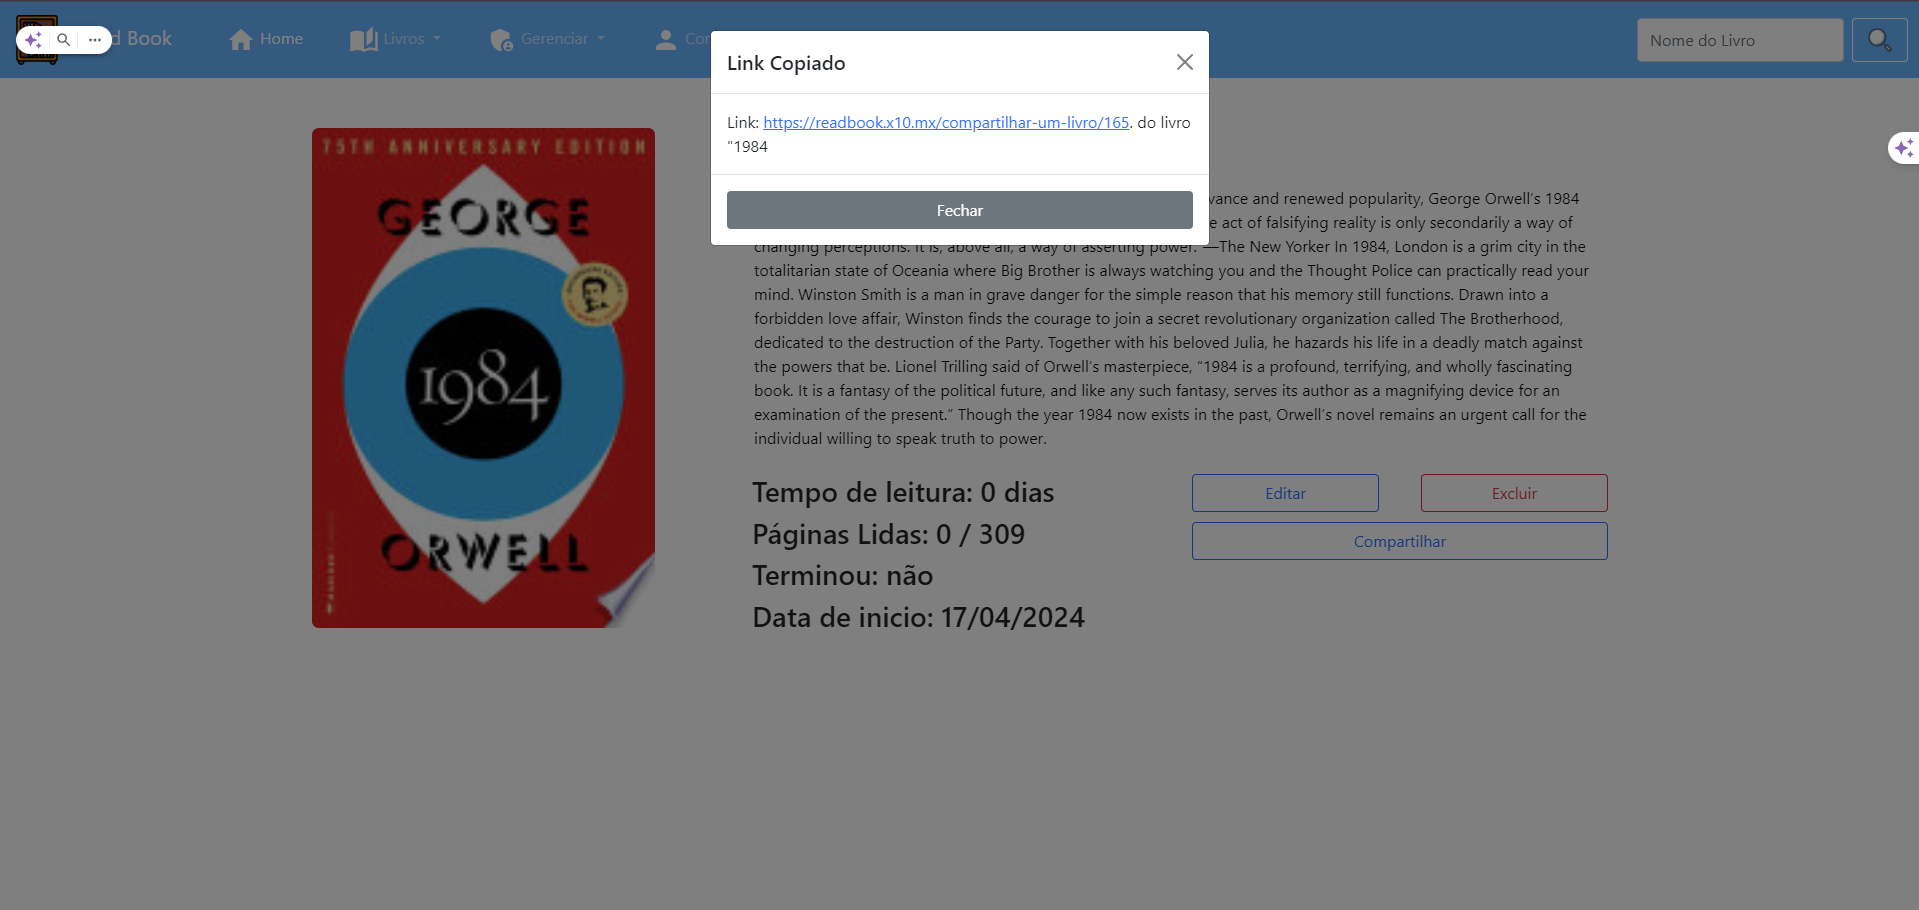 d Book
Home
Livros
Gerenciar
Cor
Nome do Livro
Link Copiado
Link: https://readbook.x10.mx/compartilhar-um-livro/165. do livro
"1984
Fechar
75TH ANNIVERSARY EDITION
GEORGE
1984
ORWELL
vance and renewed popularity, George Orwell's 1984
e act of falsifying reality is only secondarily a way of
changing perceptions. It is, above all, a way of asserting power. —The New Yorker In 1984, London is a grim city in the
totalitarian state of Oceania where Big Brother is always watching you and the Thought Police can practically read your
mind. Winston Smith is a man in grave danger for the simple reason that his memory still functions. Drawn into a
forbidden love affair, Winston finds the courage to join a secret revolutionary organization called The Brotherhood,
dedicated to the destruction of the Party. Together with his beloved Julia, he hazards his life in a deadly match against
the powers that be. Lionel Trilling said of Orwell's masterpiece, “1984 is a profound, terrifying, and wholly fascinating
book. It is a fantasy of the political future, and like any such fantasy, serves its author as a magnifying device for an
examination of the present.” Though the year 1984 now exists in the past, Orwell's novel remains an urgent call for the
individual willing to speak truth to power.
Tempo de leitura: 0 dias
Páginas Lidas: 0 / 309
Terminou: não
Data de inicio: 17/04/2024
Editar
Excluir
Compartilhar